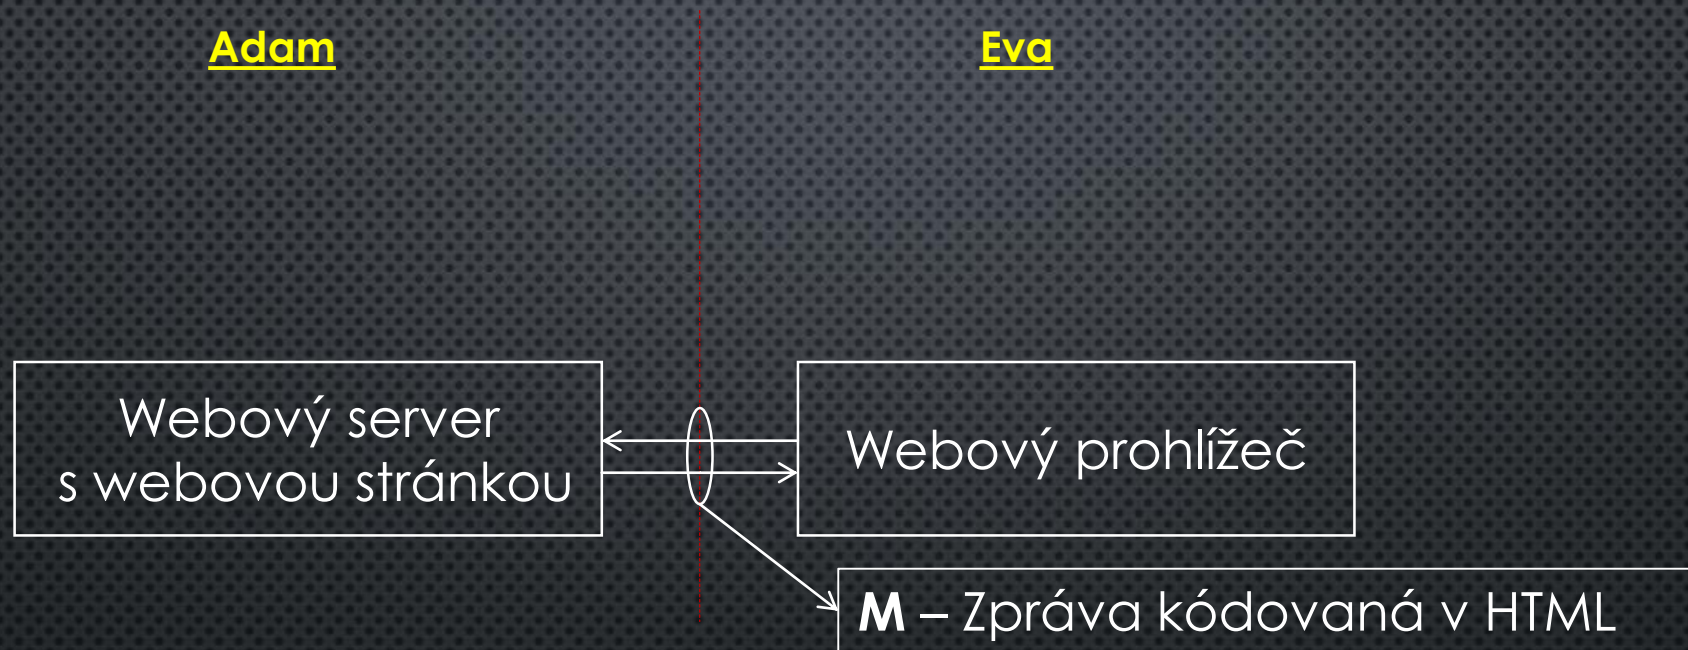 Adam
Eva
Webový server
s webovou stránkou
Webový prohlížeč
M – Zpráva kódovaná v HTML